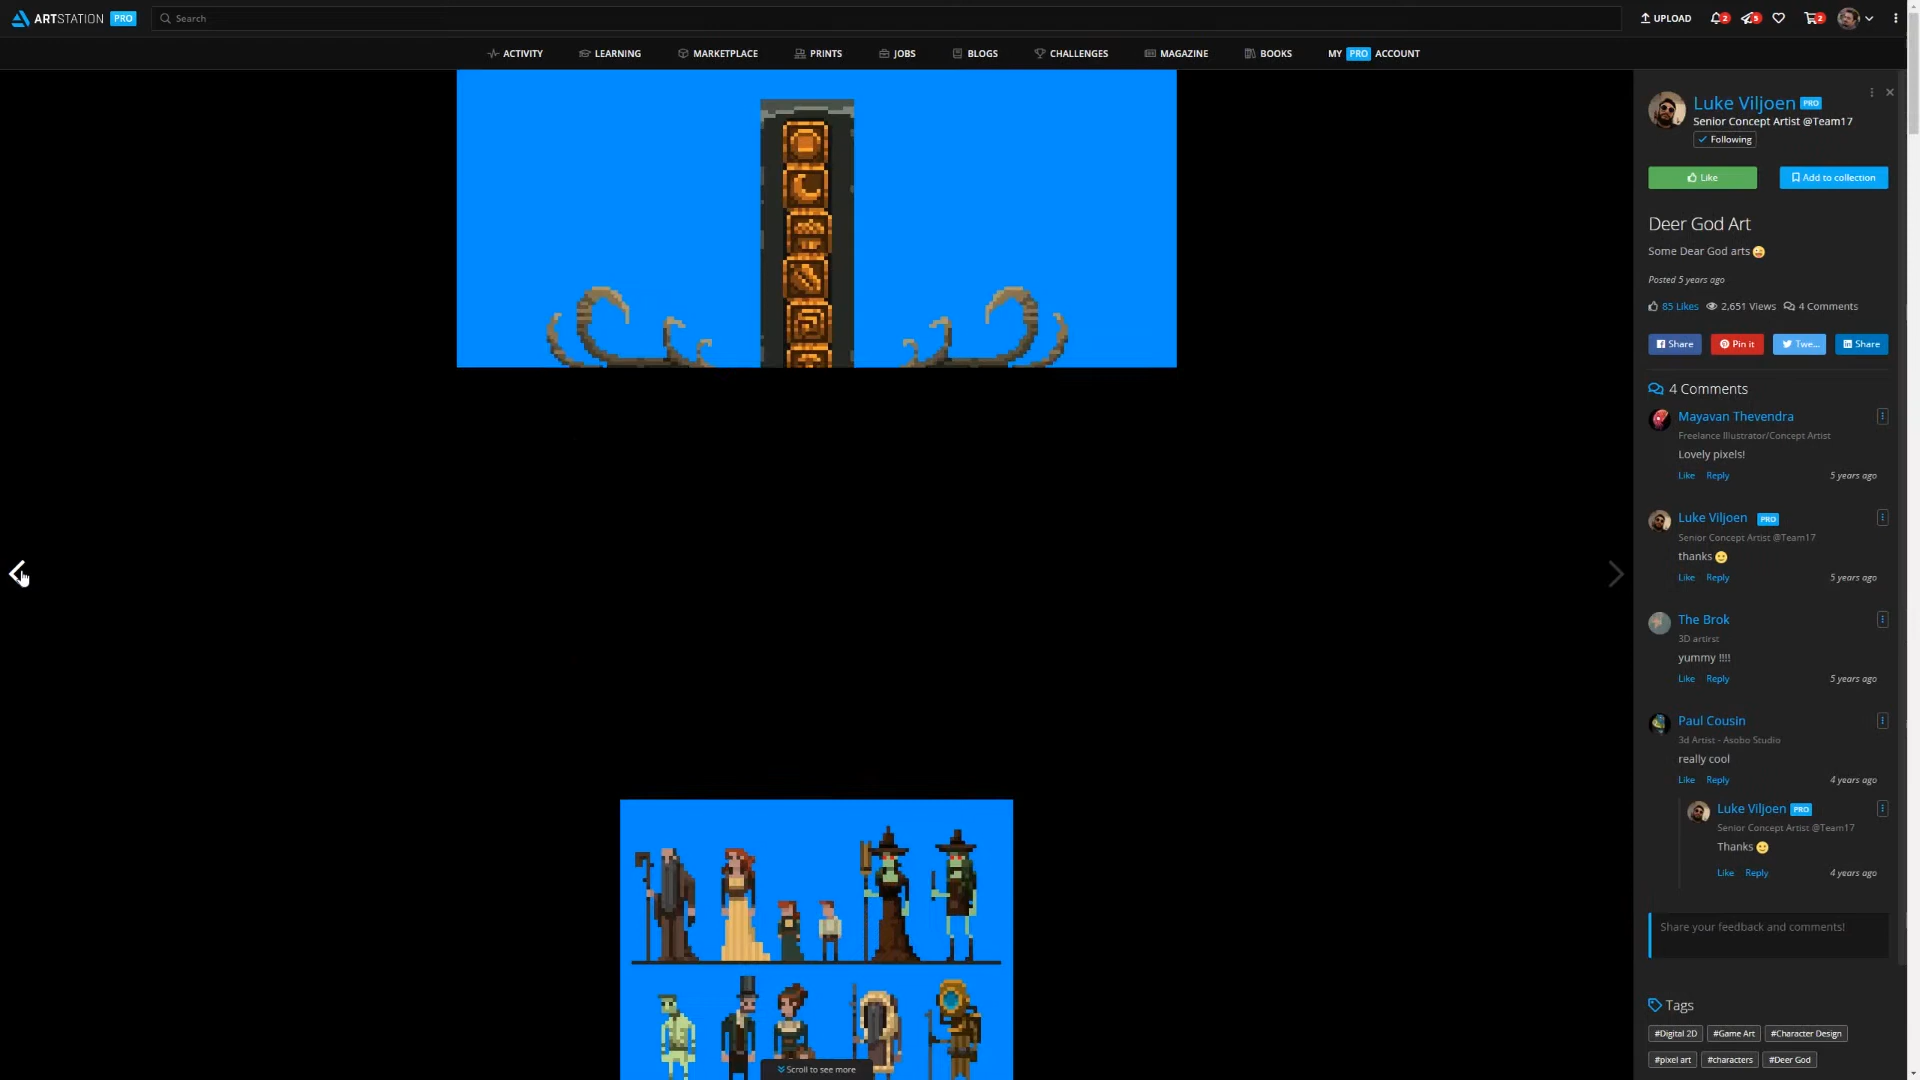 ARTSTATION PRO
Search
UPLOAD
2
5
2
ACTIVITY
LEARNING
MARKETPLACE
PRINTS
JOBS
BLOGS
CHALLENGES
MAGAZINE
BOOKS
MY PRO ACCOUNT
Luke Viljoen PRO
Senior Concept Artist @Team17
Following
Like
Add to collection
Deer God Art
Some Dear God arts 😜
Posted 5 years ago
85 Likes 2,651 Views 4 Comments
Share
Pin it
Twe...
Share
4 Comments
Mayavan Thevendra
Freelance Illustrator/Concept Artist
Lovely pixels!
Like Reply 5 years ago
Luke Viljoen PRO
Senior Concept Artist @Team17
thanks 🙂
Like Reply 5 years ago
The Brok
3D artirst
yummy !!!!
Like Reply 5 years ago
Paul Cousin
3d Artist - Asobo Studio
really cool
Like Reply 4 years ago
Luke Viljoen PRO
Senior Concept Artist @Team17
Thanks 🙂
Like Reply 4 years ago
Share your feedback and comments!
Tags
#Digital 2D #Game Art #Character Design
#pixel art #characters #Deer God
Scroll to see more